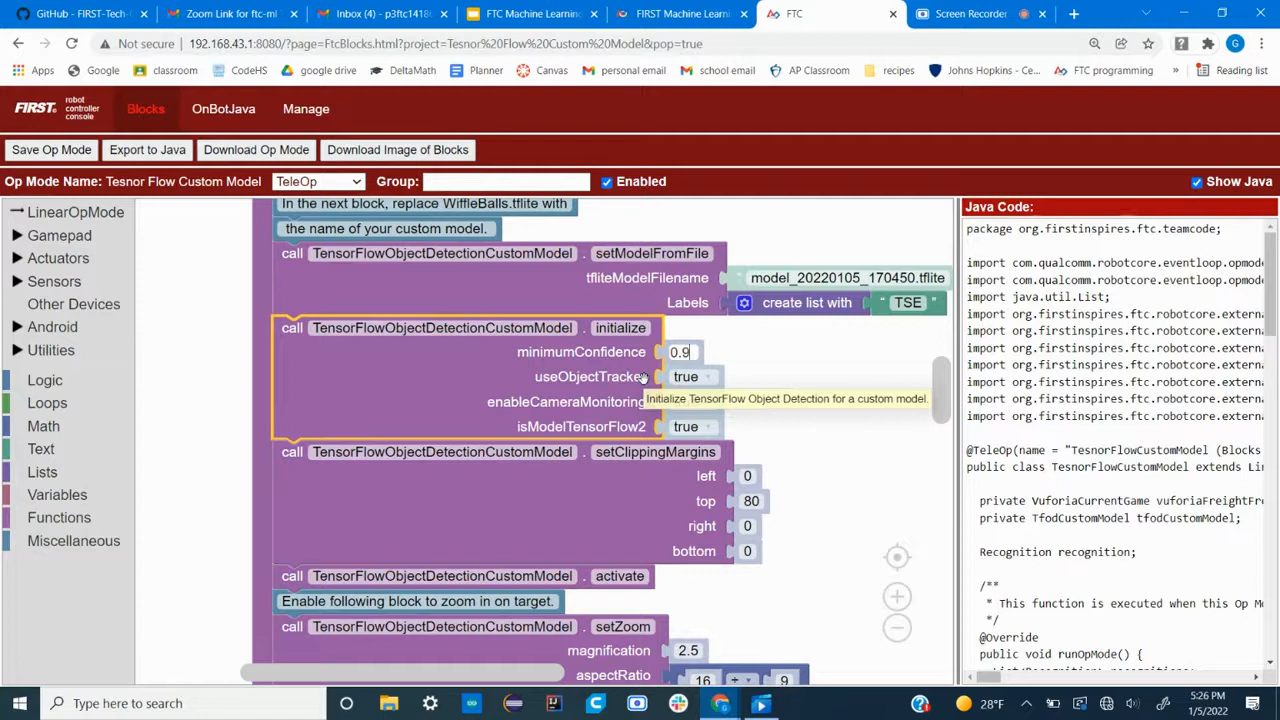 GitHub - FIRST-Tech-C
Zoom Link for ftc-ml T
Inbox (4) - p3ftc1418
FTC Machine Learning
FIRST Machine Learni
FTC
Screen Recorder
Not secure | 192.168.43.1:8080/?page=FtcBlocks.html?project=Tesnor%20Flow%20Custom%20Model&pop=true
G
Apps
Google
classroom
CodeHS
google drive
DeltaMath
Planner
Canvas
personal email
school email
AP Classroom
recipes
Johns Hopkins - Ce...
FTC programming
»
Reading list
FIRST
robot
controller
console
Blocks
OnBotJava
Manage
Save Op Mode
Export to Java
Download Op Mode
Download Image of Blocks
Op Mode Name: Tesnor Flow Custom Model
TeleOp
Group:
Enabled
Show Java
LinearOpMode
Gamepad
Actuators
Sensors
Other Devices
Android
Utilities
Logic
Loops
Math
Text
Lists
Variables
Functions
Miscellaneous
In the next block, replace WiffleBalls.tflite with
the name of your custom model.
call TensorFlowObjectDetectionCustomModel . setModelFromFile
tfliteModelFilename " model_20220105_170450.tflite
Labels create list with " TSE "
call TensorFlowObjectDetectionCustomModel . initialize
minimumConfidence 0.9
useObjectTracker true
enableCameraMonitoring
Initialize TensorFlow Object Detection for a custom model.
isModelTensorFlow2 true
call TensorFlowObjectDetectionCustomModel . setClippingMargins
left 0
top 80
right 0
bottom 0
call TensorFlowObjectDetectionCustomModel . activate
Enable following block to zoom in on target.
call TensorFlowObjectDetectionCustomModel . setZoom
magnification 2.5
aspectRatio 16 ÷ 9
Java Code:
package org.firstinspires.ftc.teamcode;
import com.qualcomm.robotcore.eventloop.opmode
import com.qualcomm.robotcore.eventloop.opmode
import java.util.List;
import org.firstinspires.ftc.robotcore.externa
import org.firstinspires.ftc.robotcore.externa
import org.firstinspires.ftc.robotcore.externa
import org.firstinspires.ftc.robotcore.externa
import org.firstinspires.ftc.robotcore.externa
import org.firstinspires.ftc.robotcore.externa
import org.firstinspires.ftc.robotcore.externa
@TeleOp(name = "TesnorFlowCustomModel (Blocks
public class TesnorFlowCustomModel extends Lin
private VuforiaCurrentGame vuforiaFreightFre
private TfodCustomModel tfodCustomModel;
Recognition recognition;
/**
* This function is executed when this Op M
*/
@Override
public void runOpMode() {
Type here to search
28°F
5:26 PM
1/5/2022